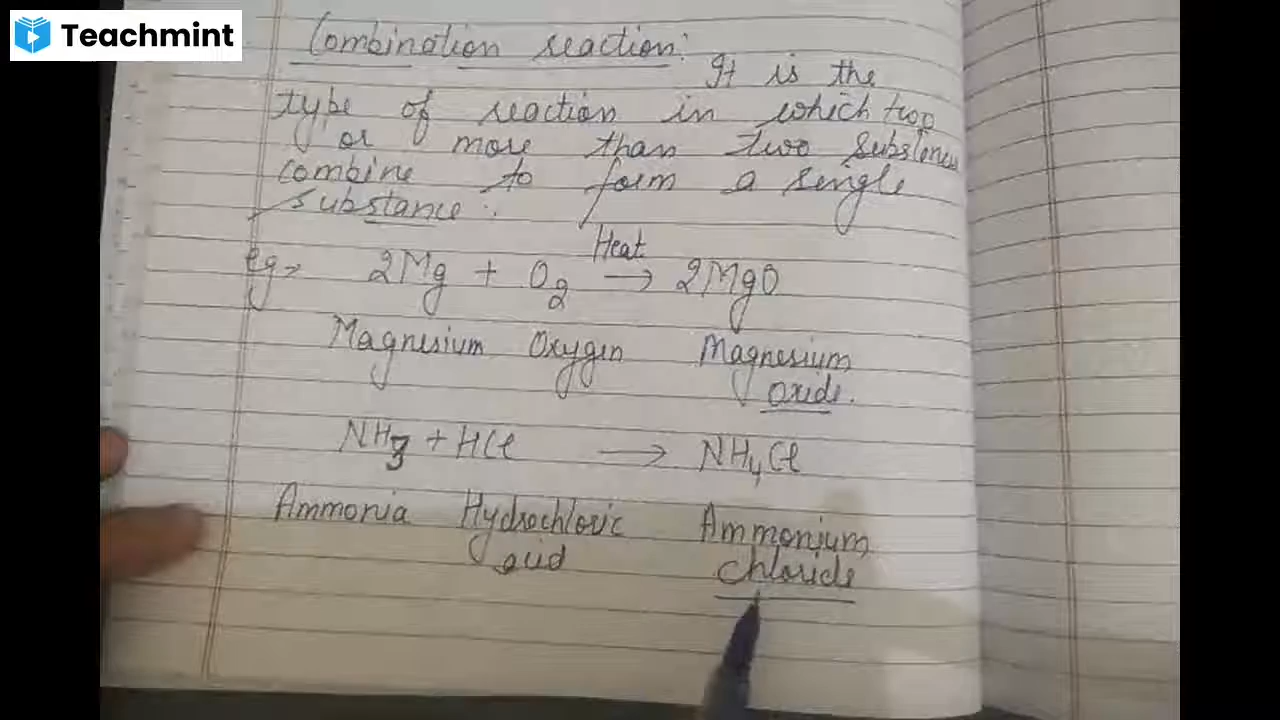 Teachmint
Combination reaction:
It is the
type of reaction in which two
or more than two substances
combine to form a single
substance.
eg> 2Mg + O₂ Heat → 2MgO
Magnesium Oxygen Magnesium
oxide.
NH₃ + HCl → NH₄Cl
Ammonia Hydrochloric Ammonium
acid chloride